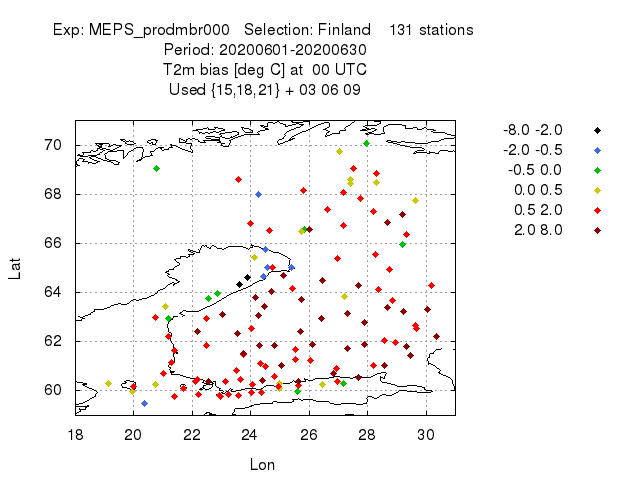 Exp: MEPS_prodmbr000 Selection: Finland 131 stations
Period: 20200601-20200630
T2m bias [deg C] at 00 UTC
Used {15,18,21} + 03 06 09
-8.0 -2.0
-2.0 -0.5
-0.5 0.0
0.0 0.5
0.5 2.0
2.0 8.0
70
68
66
64
62
60
Lat
18 20 22 24 26 28 30
Lon